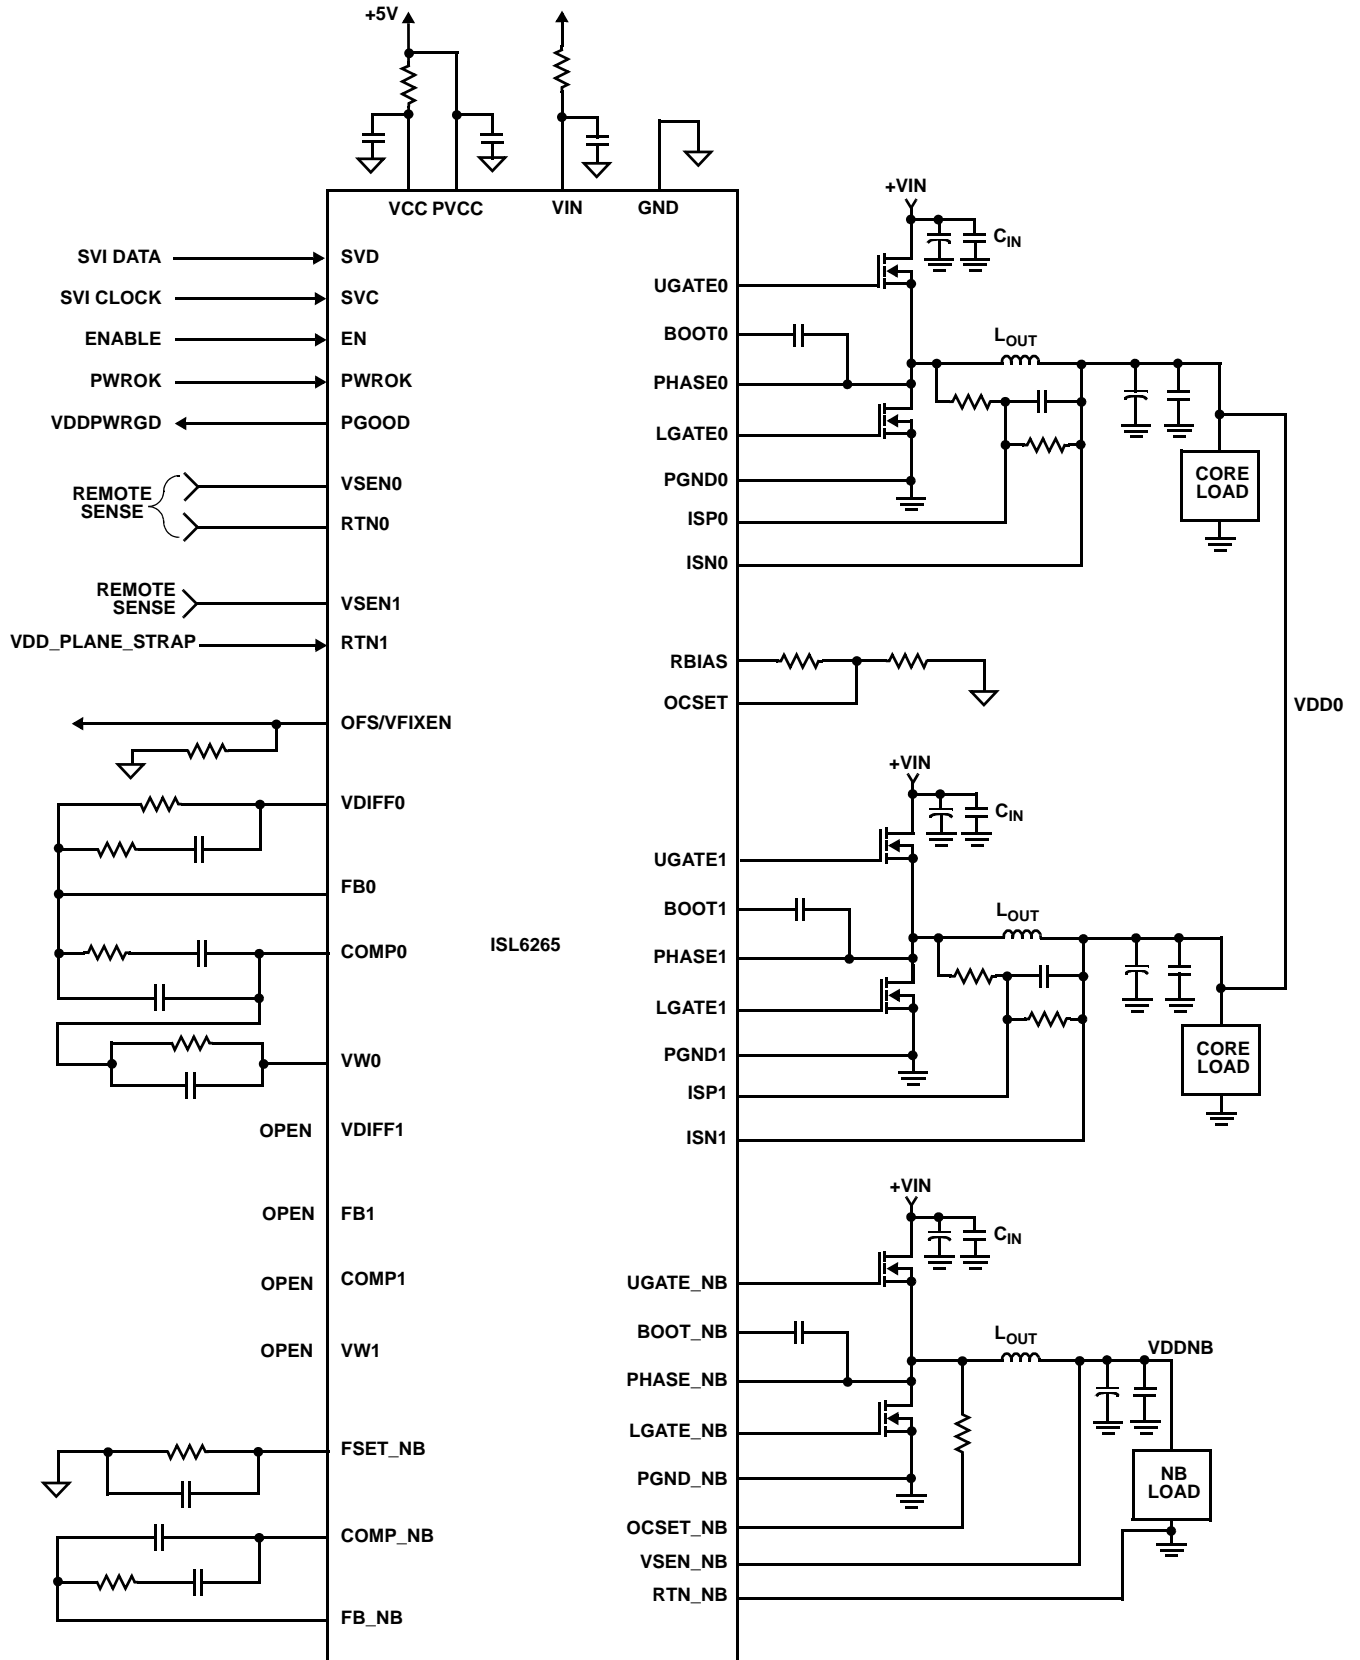 +5V
VCC PVCC
VIN
GND
SVI DATA
SVD
SVI CLOCK
SVC
ENABLE
EN
PWROK
PWROK
VDDPWRGD
PGOOD
REMOTE
SENSE
VSEN0
RTN0
REMOTE
SENSE
VSEN1
VDD_PLANE_STRAP
RTN1
OFS/VFIXEN
VDIFF0
FB0
COMP0
VW0
OPEN
VDIFF1
OPEN
FB1
OPEN
COMP1
OPEN
VW1
FSET_NB
COMP_NB
FB_NB
ISL6265
+VIN
CIN
UGATE0
BOOT0
LOUT
PHASE0
LGATE0
PGND0
ISP0
ISN0
CORE
LOAD
RBIAS
OCSET
VDD0
+VIN
CIN
UGATE1
BOOT1
LOUT
PHASE1
LGATE1
PGND1
ISP1
ISN1
CORE
LOAD
+VIN
CIN
UGATE_NB
BOOT_NB
LOUT
VDDNB
PHASE_NB
LGATE_NB
PGND_NB
NB
LOAD
OCSET_NB
VSEN_NB
RTN_NB